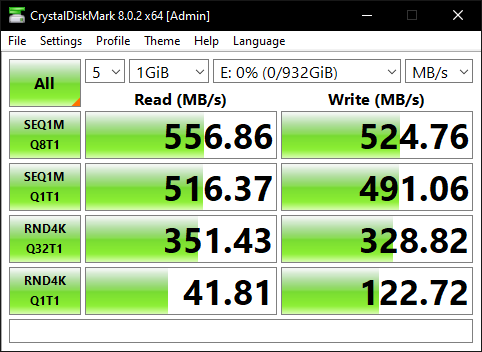 CrystalDiskMark 8.0.2 x64 [Admin]
File Settings Profile Theme Help Language
All 5 1GiB E: 0% (0/932GiB) MB/s
Read (MB/s) Write (MB/s)
SEQ1M
Q8T1 556.86 524.76
SEQ1M
Q1T1 516.37 491.06
RND4K
Q32T1 351.43 328.82
RND4K
Q1T1 41.81 122.72